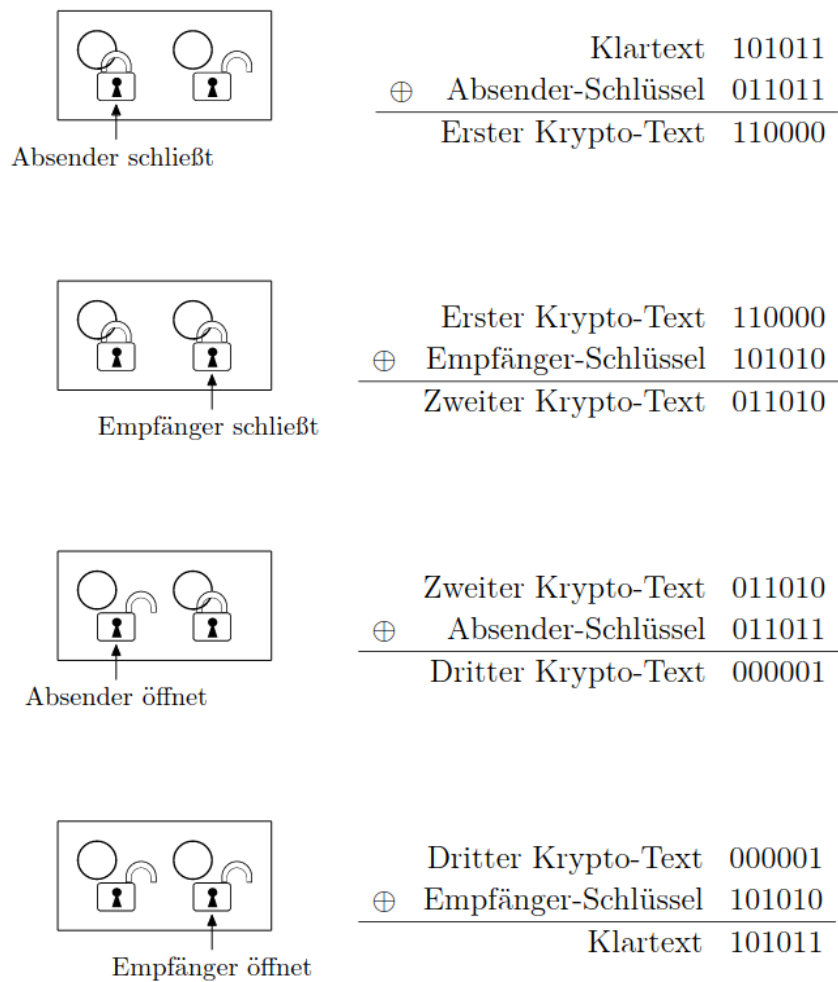 Klartext 101011
⊕ Absender-Schlüssel 011011
Erster Krypto-Text 110000
Absender schließt
Erster Krypto-Text 110000
⊕ Empfänger-Schlüssel 101010
Zweiter Krypto-Text 011010
Empfänger schließt
Zweiter Krypto-Text 011010
⊕ Absender-Schlüssel 011011
Dritter Krypto-Text 000001
Absender öffnet
Dritter Krypto-Text 000001
⊕ Empfänger-Schlüssel 101010
Klartext 101011
Empfänger öffnet